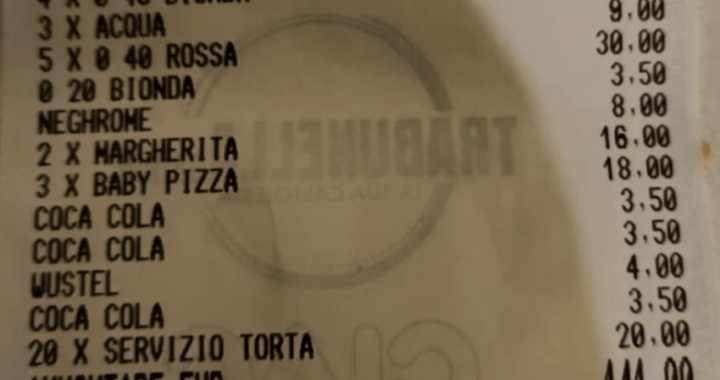 3 X ACQUA 9.00
5 X 0 40 ROSSA 30.00
0 20 BIONDA 3.50
NEGHROME 8.00
2 X MARGHERITA 16.00
3 X BABY PIZZA 18.00
COCA COLA 3.50
COCA COLA 3.50
WUSTEL 4.00
COCA COLA 3.50
20 X SERVIZIO TORTA 20.00